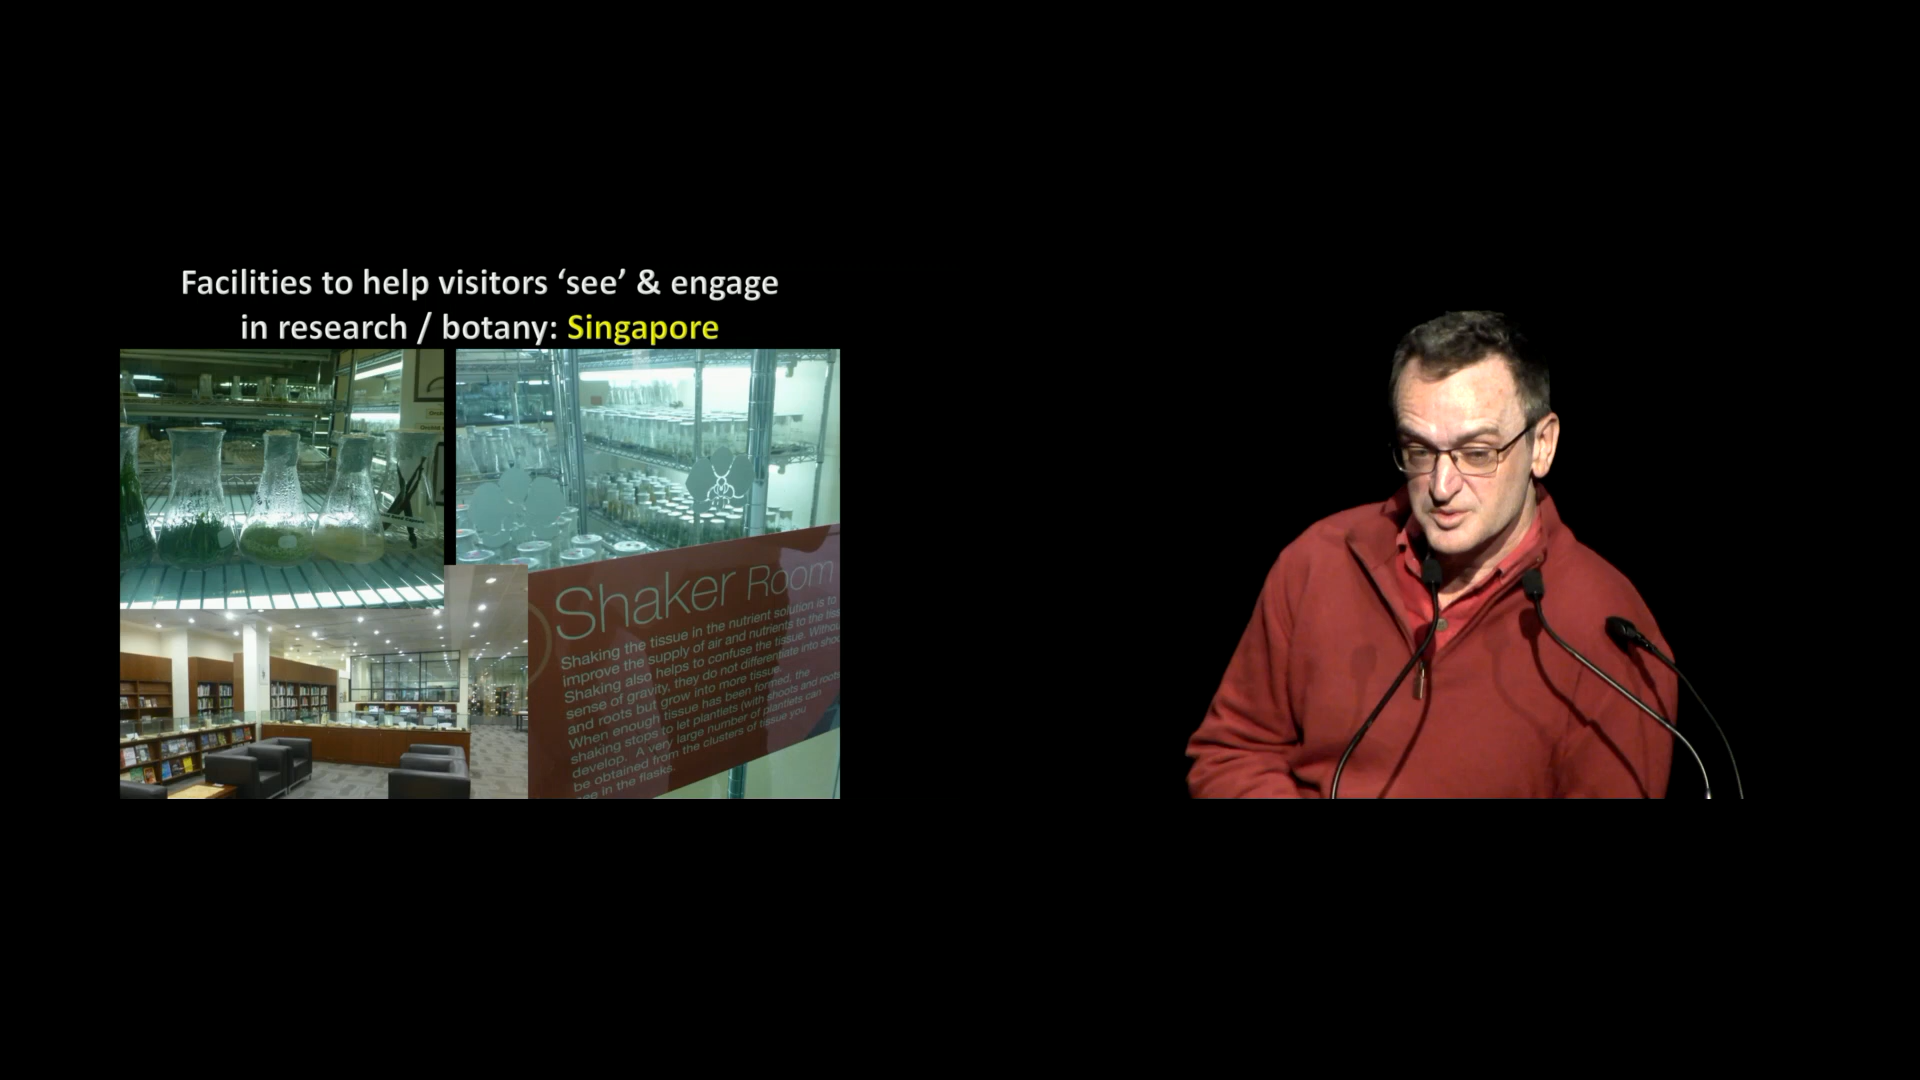 Facilities to help visitors ‘see’ & engage
in research / botany: Singapore
Shaker Room
Shaking the tissue in the nutrient solution is to
improve the supply of air and nutrients to the
Shaking also helps to confuse the tissue.
sense of gravity, they do not differentiate into
and roots but grow into more tissue.
When enough tissue has been formed, the
shaking stops to let plantlets (with shoots and roots
develop. A very large number of plantlets can
be obtained from the clusters of tissue you
see in the flasks.